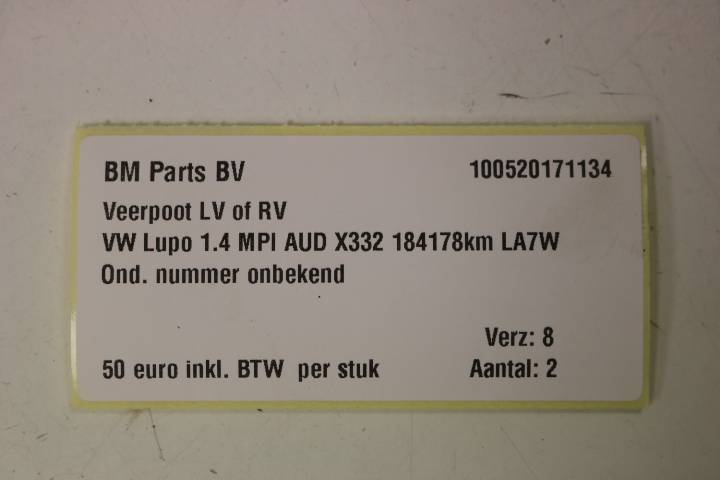 BM Parts BV 100520171134
Veerpoot LV of RV
VW Lupo 1.4 MPI AUD X332 184178km LA7W
Ond. nummer onbekend
Verz: 8
50 euro inkl. BTW per stuk Aantal: 2